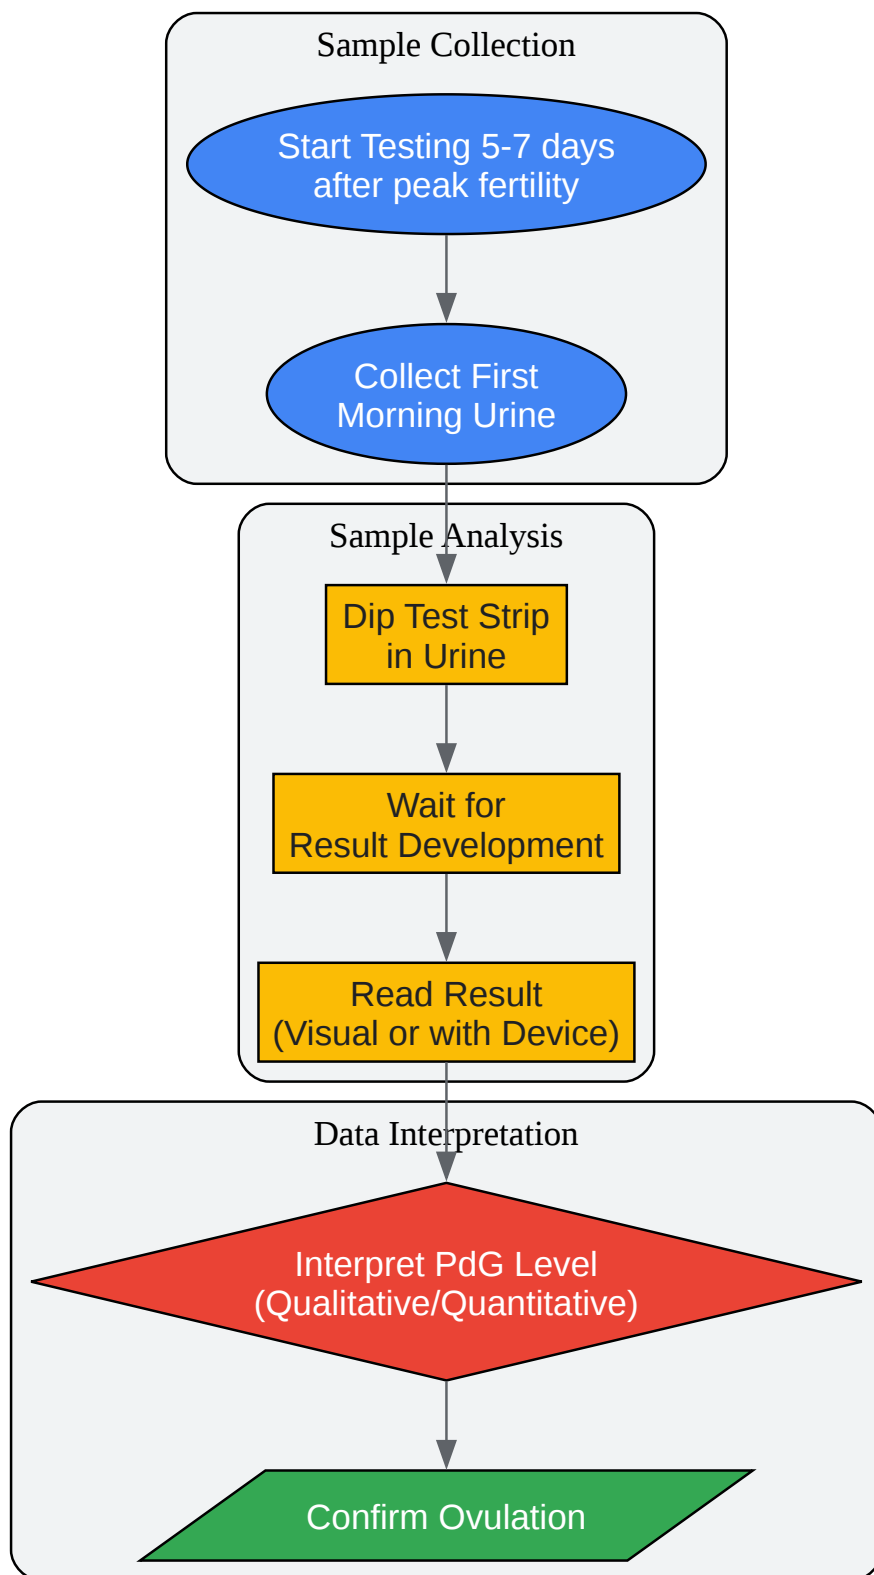 Sample Collection
Start Testing 5-7 days
after peak fertility
Collect First
Morning Urine
Sample Analysis
Dip Test Strip
in Urine
Wait for
Result Development
Read Result
(Visual or with Device)
Data Interpretation
Interpret PdG Level
(Qualitative/Quantitative)
Confirm Ovulation